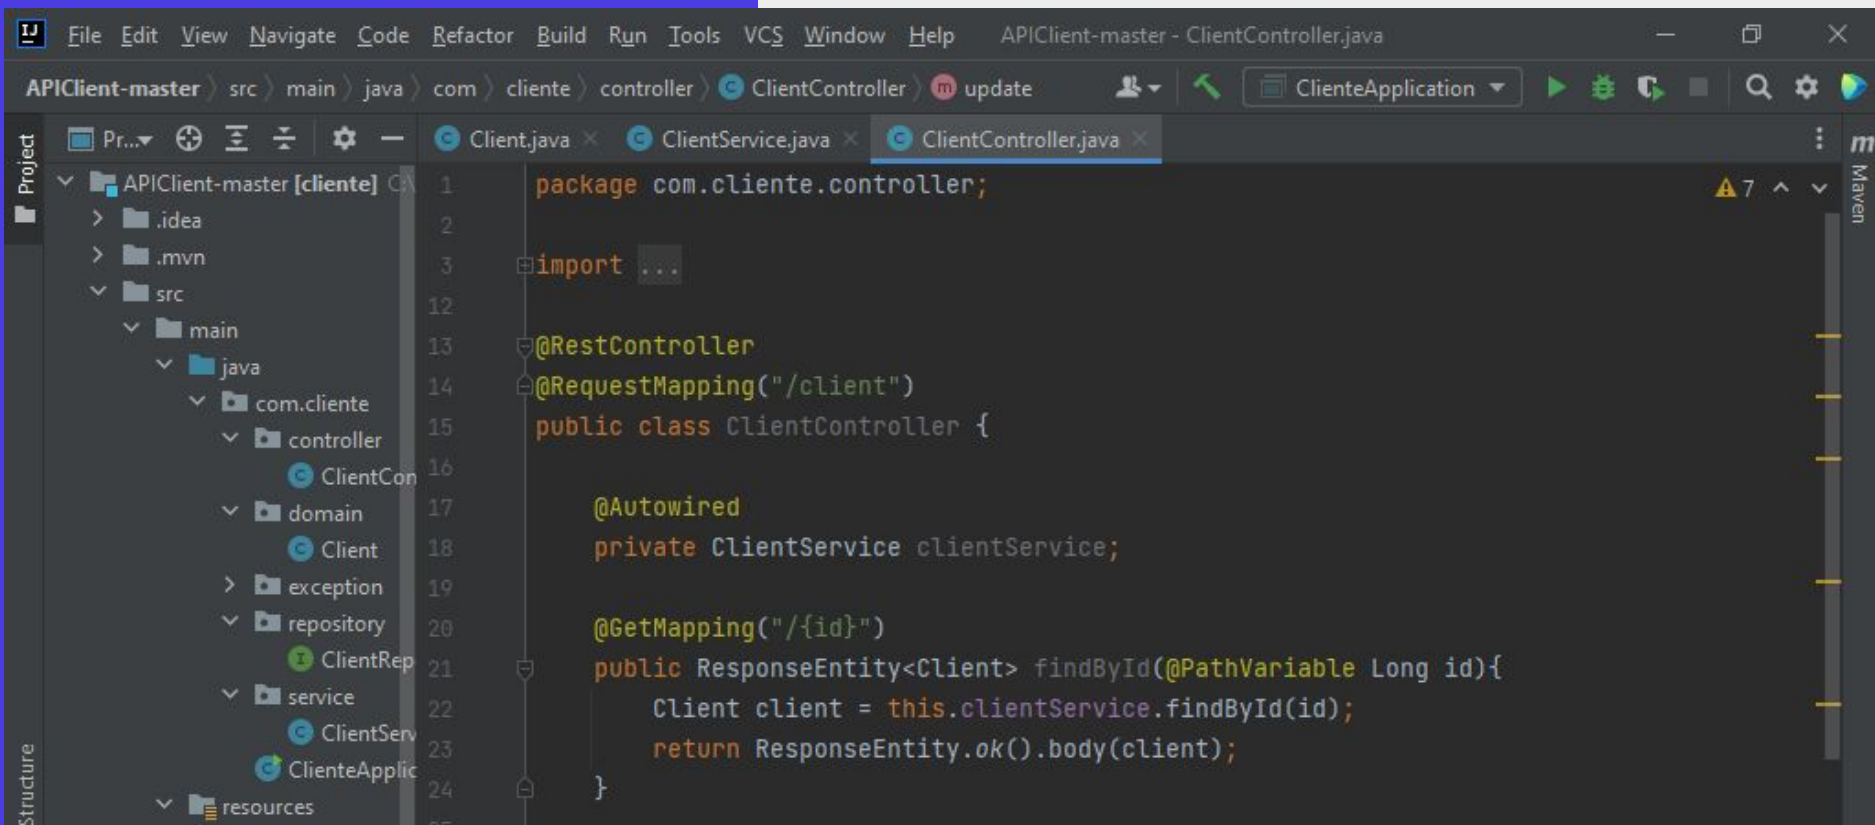 IJ File Edit View Navigate Code Refactor Build Run Tools VCS Window Help APIClient-master - ClientController.java
APIClient-master src main java com cliente controller C ClientController m update ClienteApplication
Project
Pr...
C Client.java
C ClientService.java
C ClientController.java
m Maven
APIClient-master [cliente] C:\
.idea
.mvn
src
main
java
com.cliente
controller
C ClientCon
domain
C Client
exception
repository
I ClientRep
service
C ClientServ
C ClienteApplic
resources
Structure
7
1 package com.cliente.controller;
2
3 import ...
12
13 @RestController
14 @RequestMapping("/client")
15 public class ClientController {
16
17 @Autowired
18 private ClientService clientService;
19
20 @GetMapping("/{id}")
21 public ResponseEntity<Client> findById(@PathVariable Long id){
22 Client client = this.clientService.findById(id);
23 return ResponseEntity.ok().body(client);
24 }